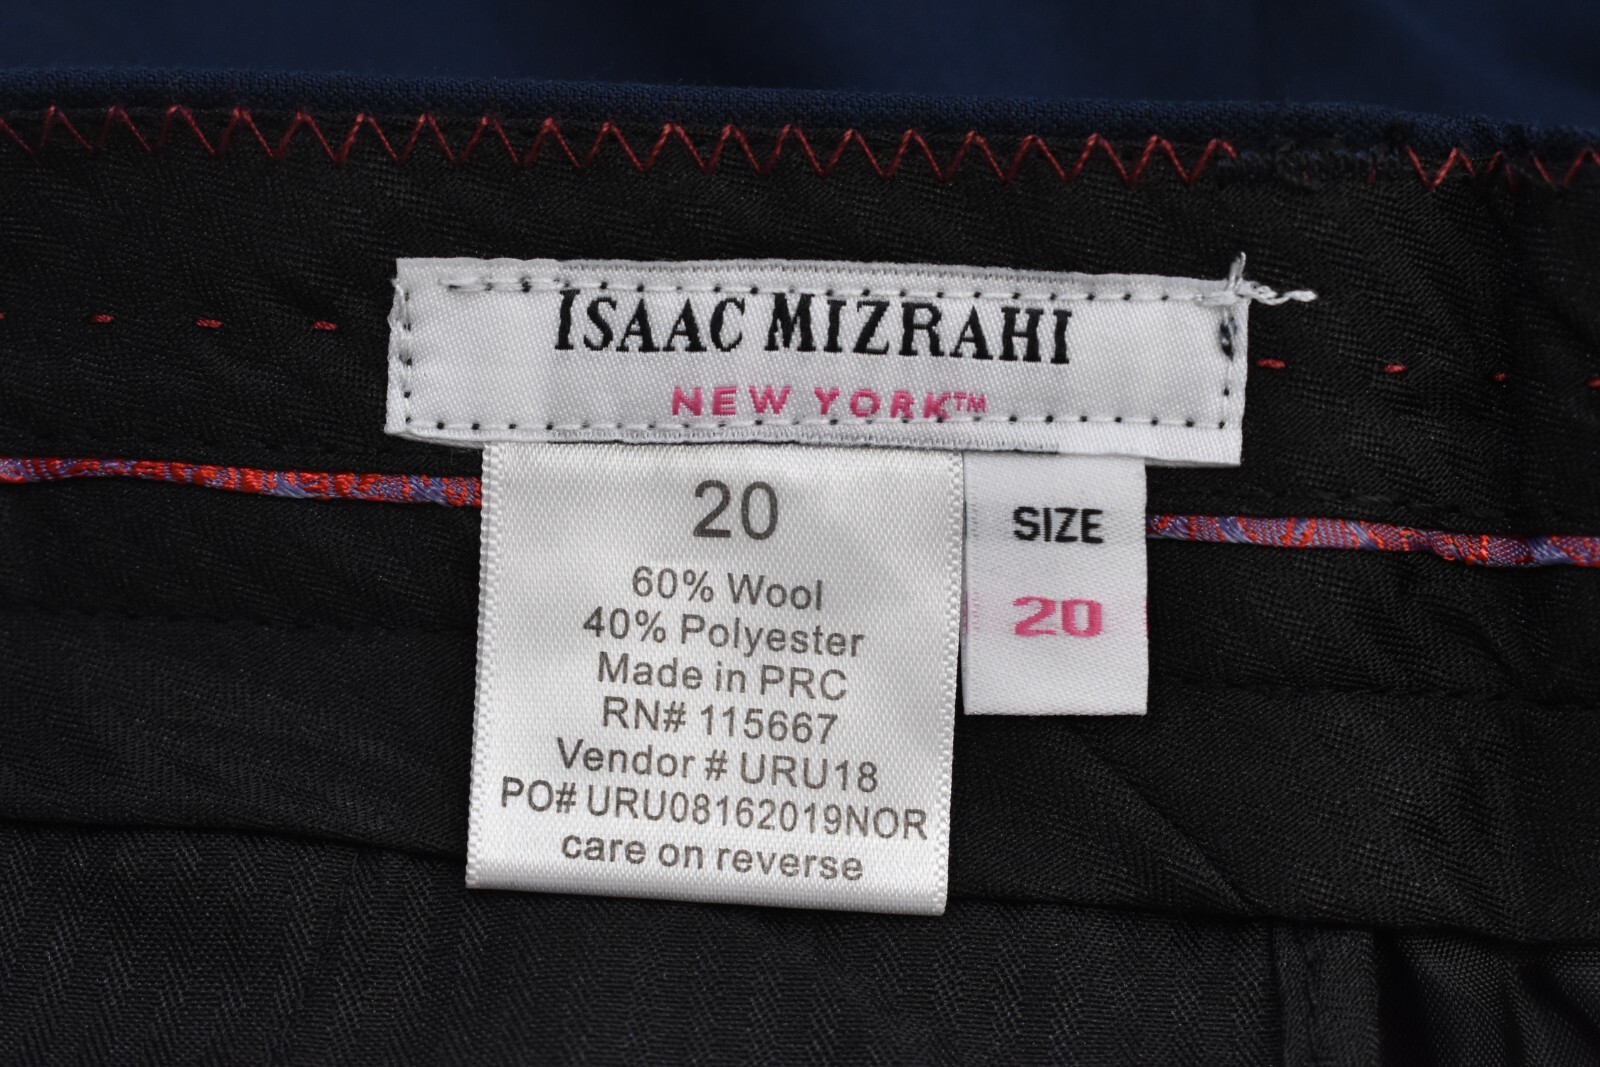 ISAAC MIZRAHI
NEW YORK™
20
60% Wool
40% Polyester
Made in PRC
RN# 115667
Vendor # URU18
PO# URU08162019NOR
care on reverse
SIZE
20